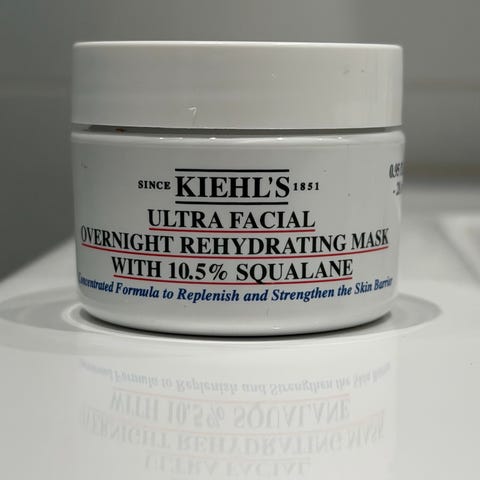 SINCE KIEHL'S 1851
ULTRA FACIAL
OVERNIGHT REHYDRATING MASK
WITH 10.5% SQUALANE
Concentrated Formula to Replenish and Strengthen the Skin Barrier